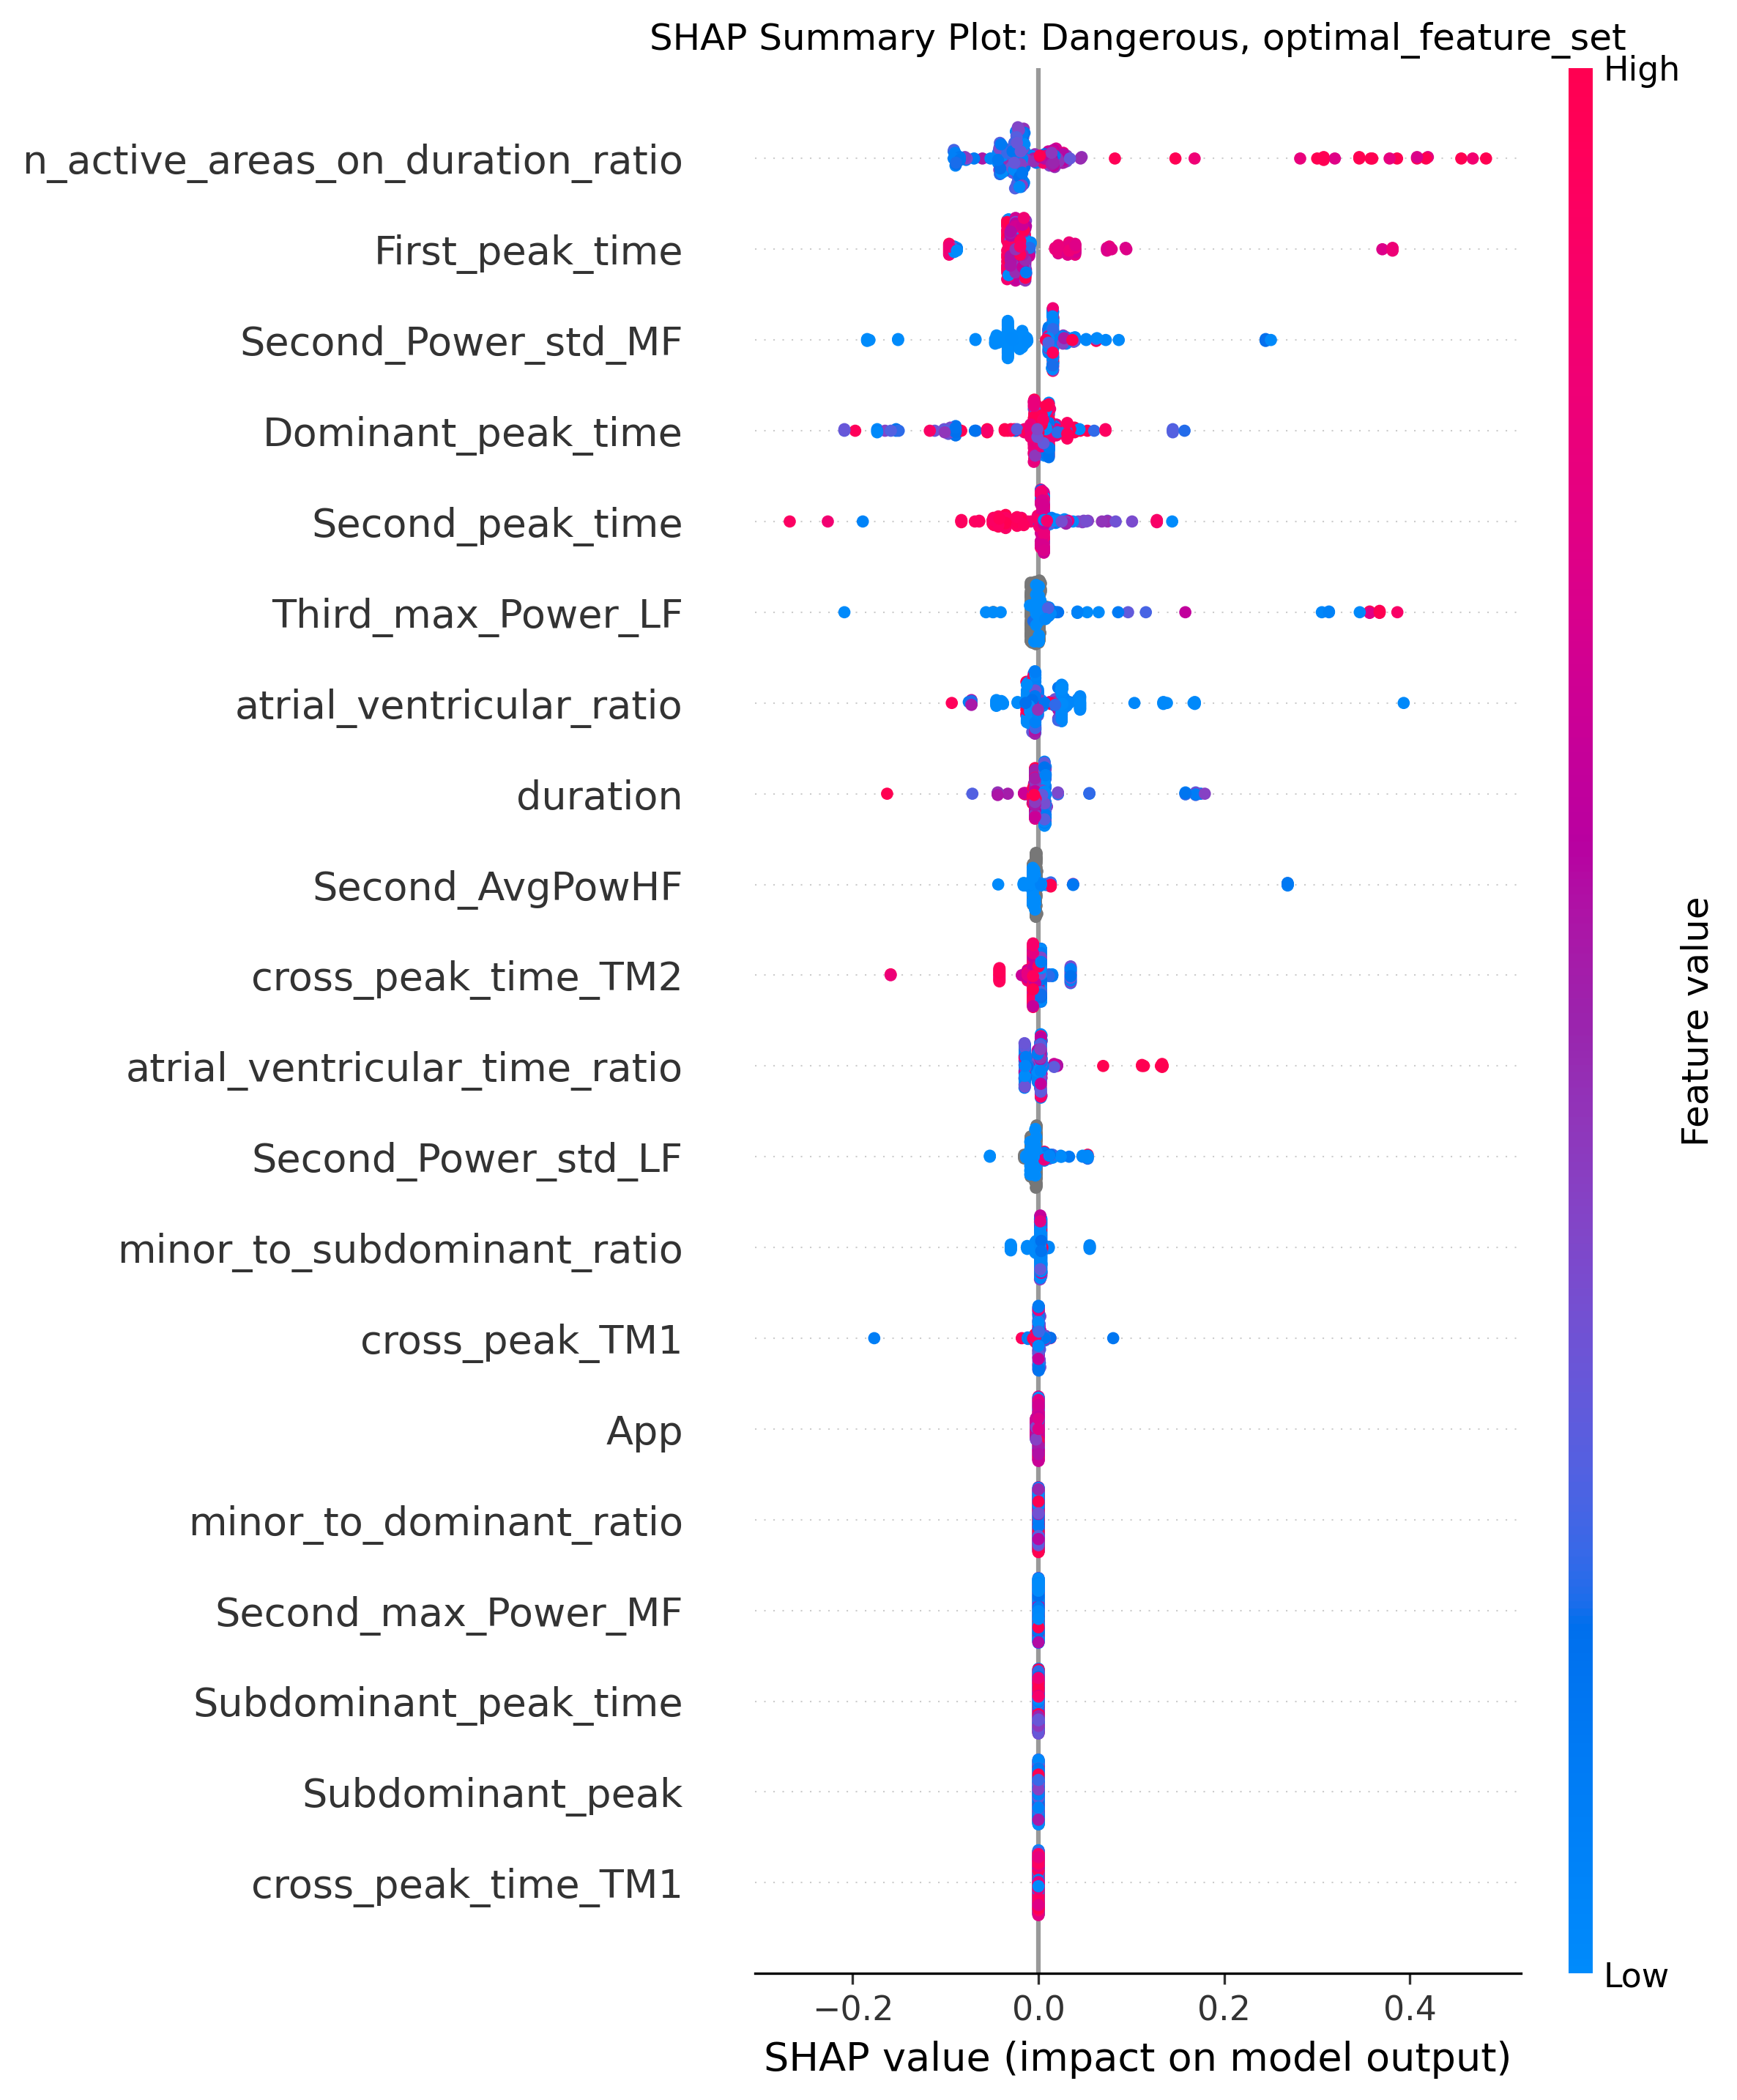 SHAP Summary Plot: Dangerous, optimal_feature_set
High
n_active_areas_on_duration_ratio
First_peak_time
Second_Power_std_MF
Dominant_peak_time
Second_peak_time
Third_max_Power_LF
atrial_ventricular_ratio
duration
Second_AvgPowHF
cross_peak_time_TM2
atrial_ventricular_time_ratio
Second_Power_std_LF
minor_to_subdominant_ratio
cross_peak_TM1
App
minor_to_dominant_ratio
Second_max_Power_MF
Subdominant_peak_time
Subdominant_peak
cross_peak_time_TM1
Feature value
Low
−0.2 0.0 0.2 0.4
SHAP value (impact on model output)